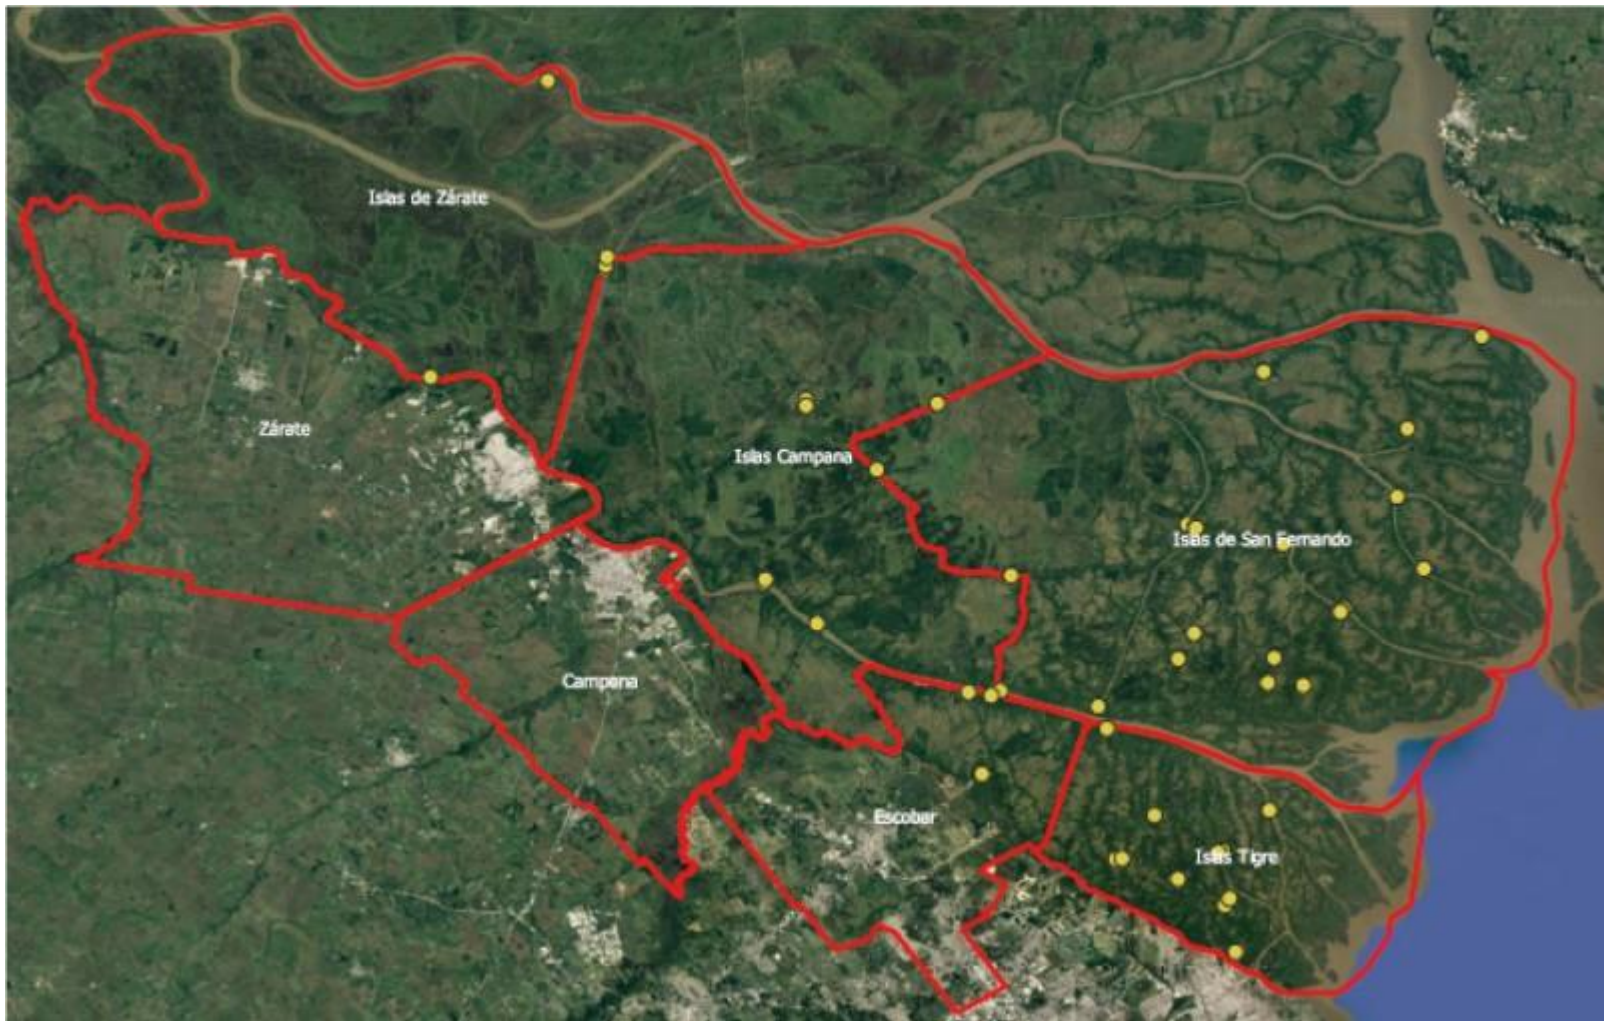 Islas de Zárate
Zárate
Islas Campana
Islas de San Fernando
Campana
Escobar
Islas Tigre